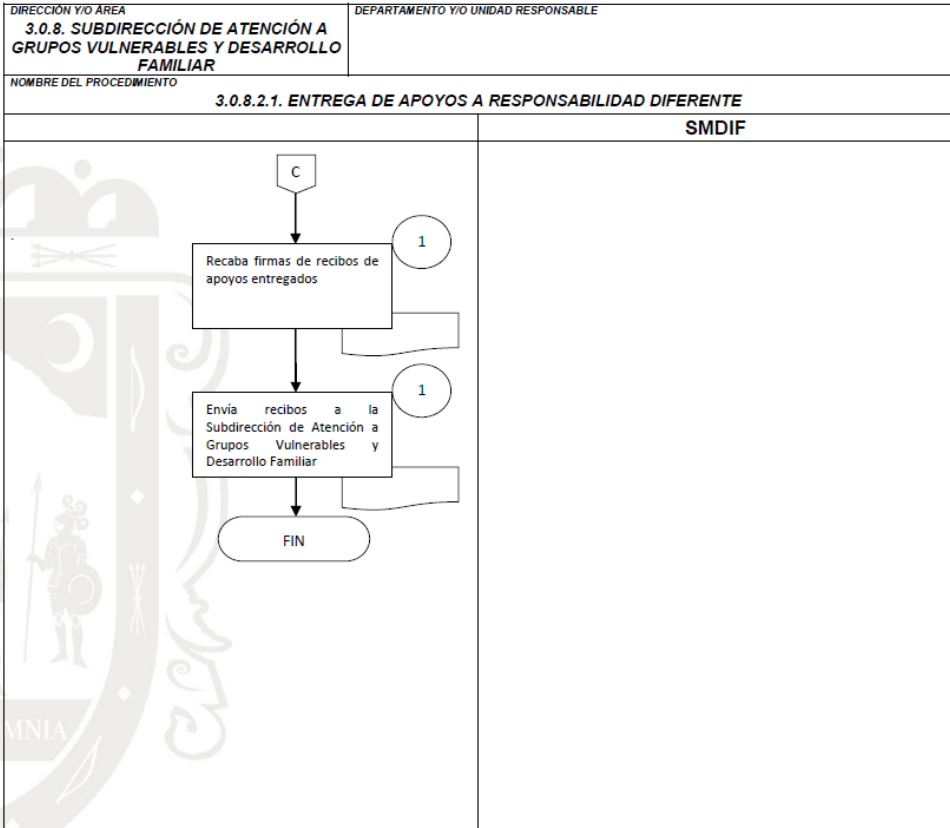 DIRECCIÓN Y/O ÁREA
3.0.8. SUBDIRECCIÓN DE ATENCIÓN A
GRUPOS VULNERABLES Y DESARROLLO
FAMILIAR
DEPARTAMENTO Y/O UNIDAD RESPONSABLE
NOMBRE DEL PROCEDIMIENTO
3.0.8.2.1. ENTREGA DE APOYOS A RESPONSABILIDAD DIFERENTE
SMDIF
C
1
Recaba firmas de recibos de
apoyos entregados
1
Envía recibos a la
Subdirección de Atención a
Grupos Vulnerables y
Desarrollo Familiar
FIN
MNIA